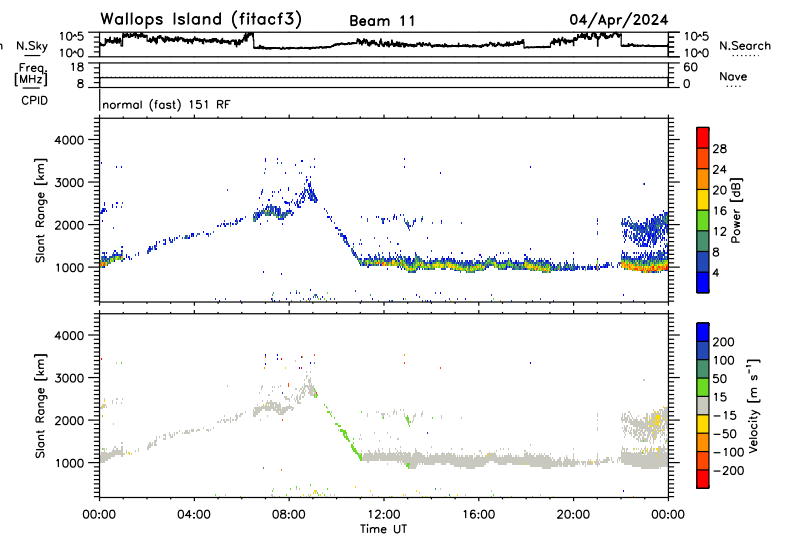 Wallops Island (fitacf3) Beam 11 04/Apr/2024
N.Sky 10^5 10^5
10^0 10^0 N.Search
Freq. 18 60
[MHz] 8 0 Nave
CPID normal (fast) 151 RF
Slant Range [km]
4000
3000
2000
1000
28
24
20
16
12
8
4
Power [dB]
Slant Range [km]
4000
3000
2000
1000
200
100
50
15
-15
-50
-100
-200
Velocity [m s⁻¹]
00:00 04:00 08:00 12:00 16:00 20:00 00:00
Time UT